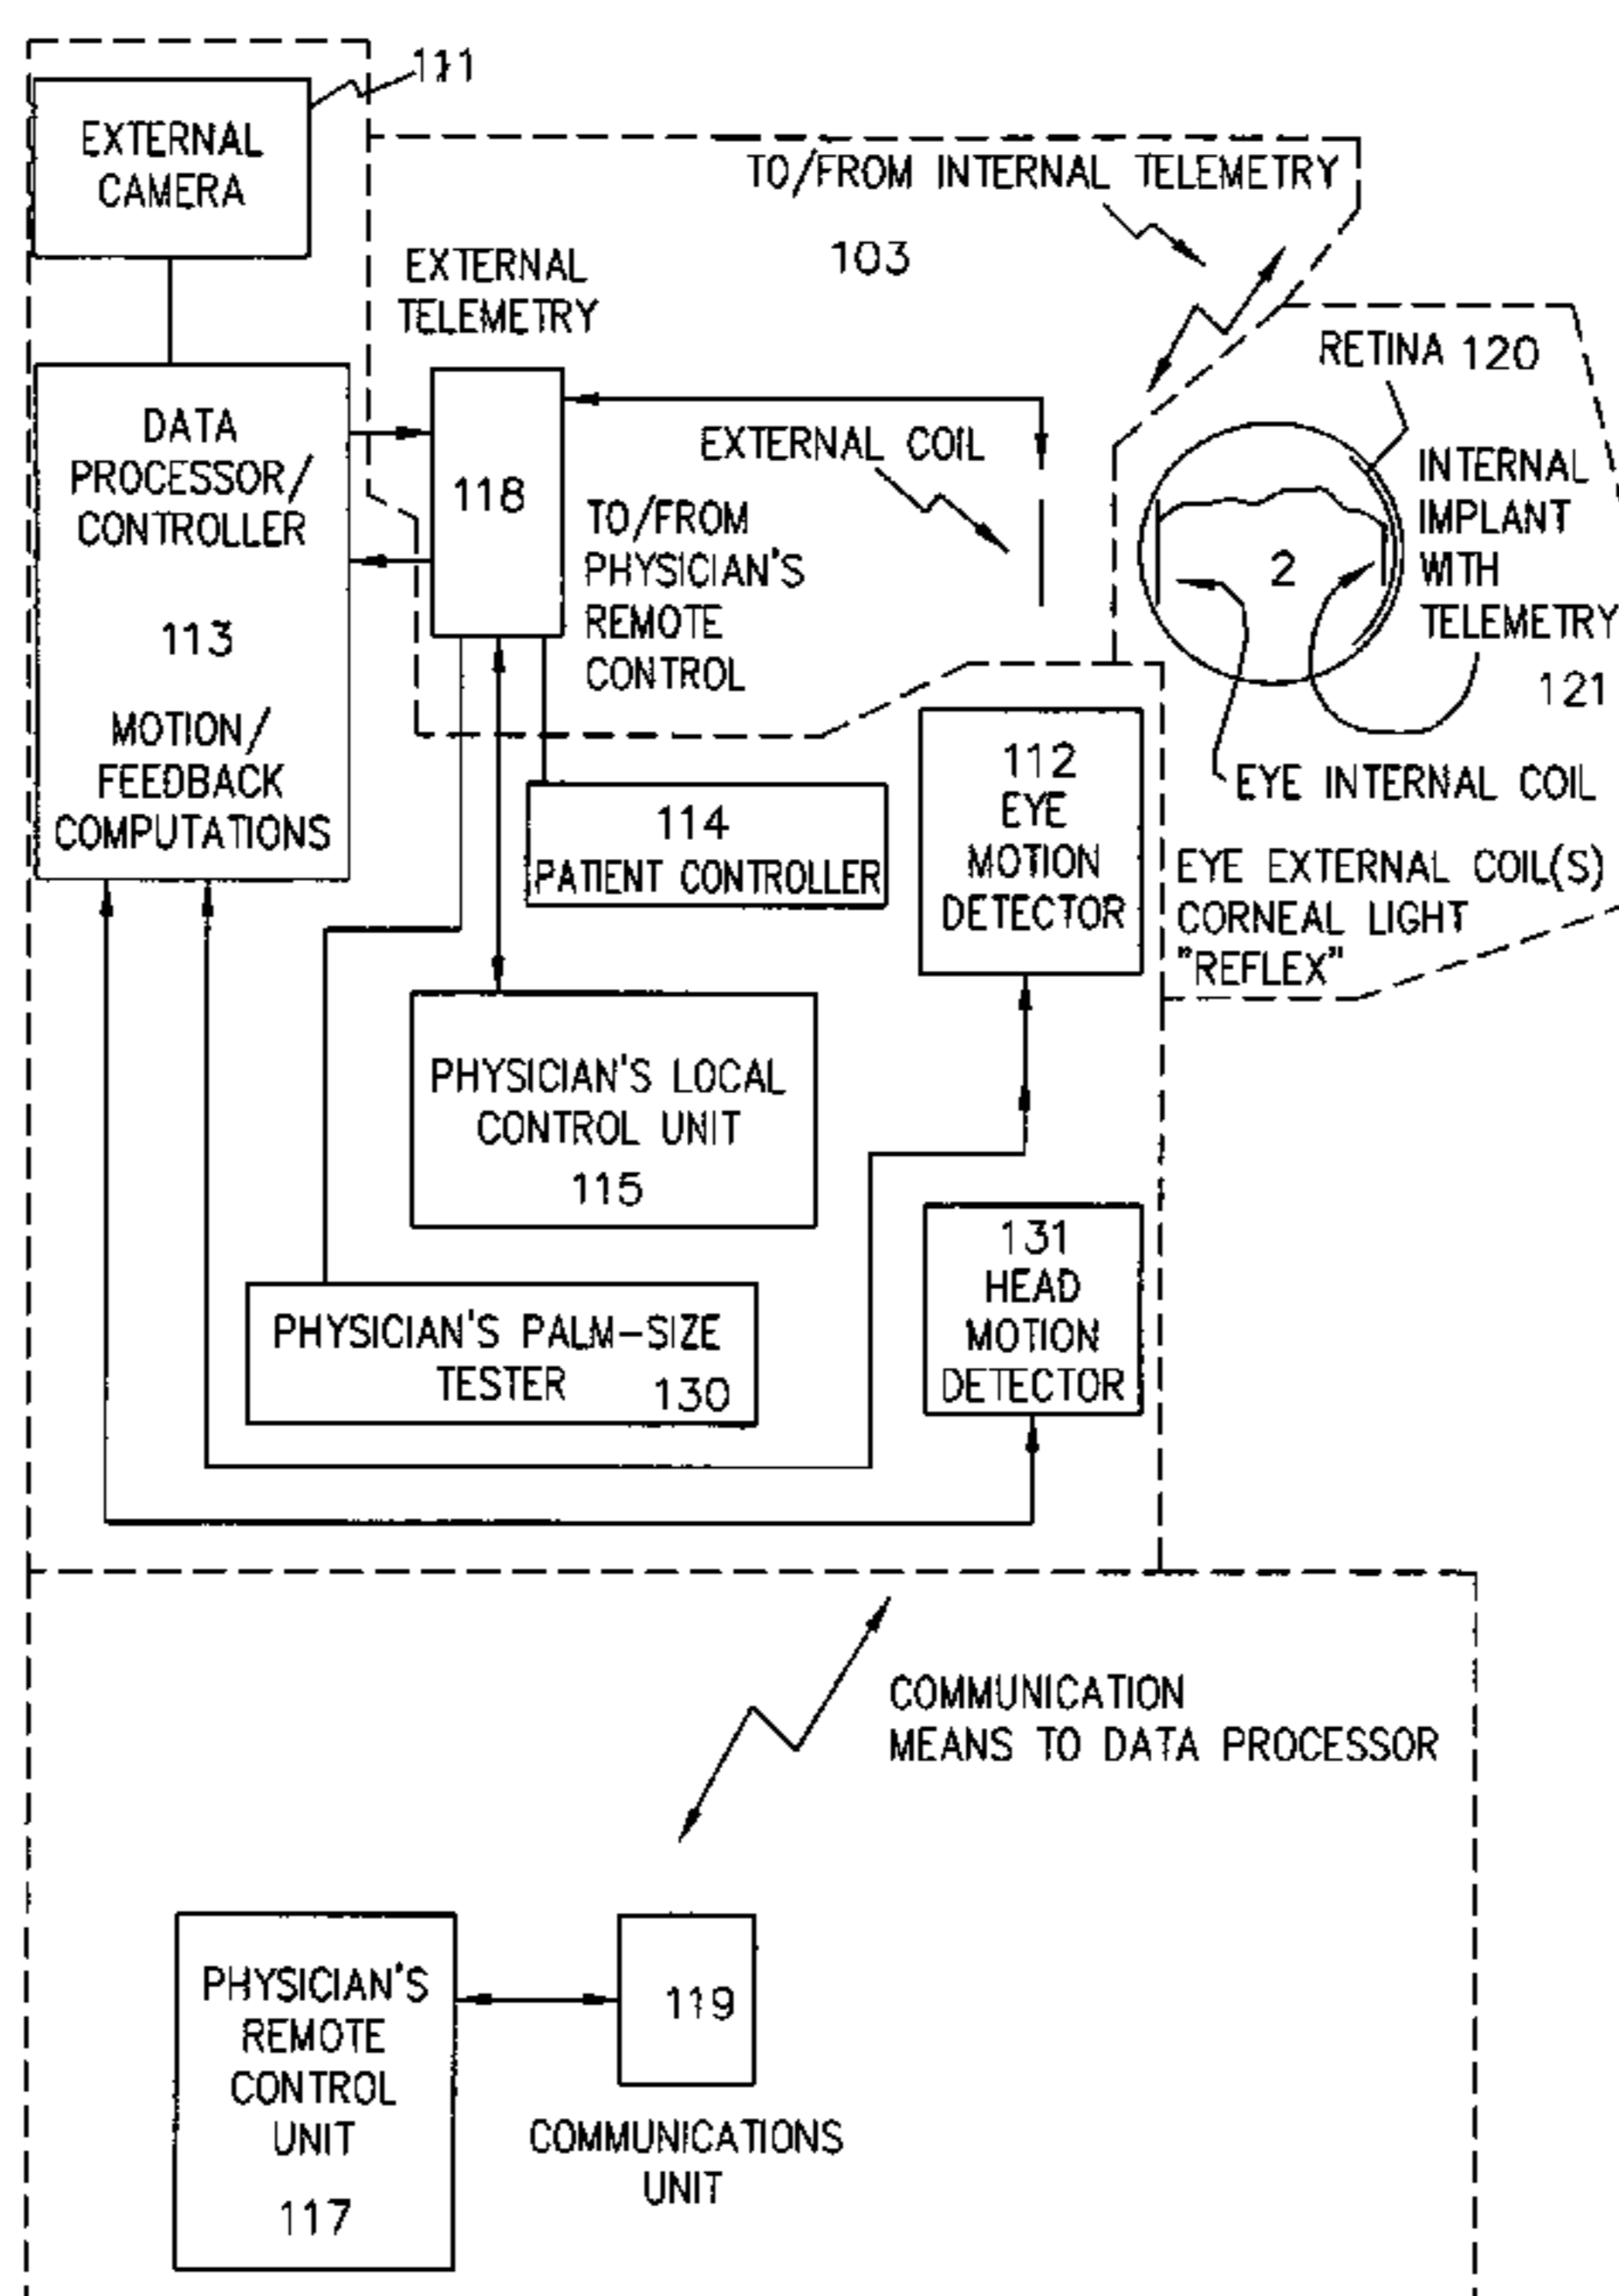 111
EXTERNAL
CAMERA
TO/FROM INTERNAL TELEMETRY
103
EXTERNAL
TELEMETRY
RETINA 120
DATA
PROCESSOR/
CONTROLLER
113
MOTION/
FEEDBACK
COMPUTATIONS
118
EXTERNAL COIL
TO/FROM
PHYSICIAN'S
REMOTE
CONTROL
2
INTERNAL
IMPLANT
WITH
TELEMETRY
121
EYE INTERNAL COIL
EYE EXTERNAL COIL(S)
CORNEAL LIGHT
"REFLEX"
112
EYE
MOTION
DETECTOR
114
PATIENT CONTROLLER
PHYSICIAN'S LOCAL
CONTROL UNIT
115
131
HEAD
MOTION
DETECTOR
PHYSICIAN'S PALM-SIZE
TESTER 130
COMMUNICATION
MEANS TO DATA PROCESSOR
PHYSICIAN'S
REMOTE
CONTROL
UNIT
117
119
COMMUNICATIONS
UNIT